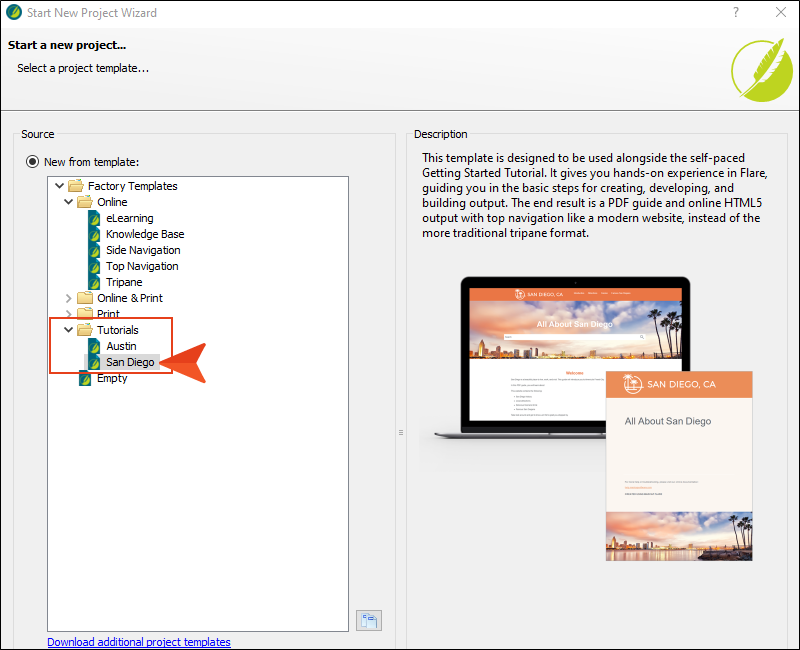 Start New Project Wizard
?
Start a new project...
Select a project template...
Source
New from template:
Factory Templates
Online
eLearning
Knowledge Base
Side Navigation
Top Navigation
Tripane
Online & Print
Print
Tutorials
Austin
San Diego
Empty
Download additional project templates
Description
This template is designed to be used alongside the self-paced
Getting Started Tutorial. It gives you hands-on experience in Flare,
guiding you in the basic steps for creating, developing, and
building output. The end result is a PDF guide and online HTML5
output with top navigation like a modern website, instead of the
more traditional tripane format.
SAN DIEGO, CA
All About San Diego
Welcome
SAN DIEGO, CA
All About San Diego